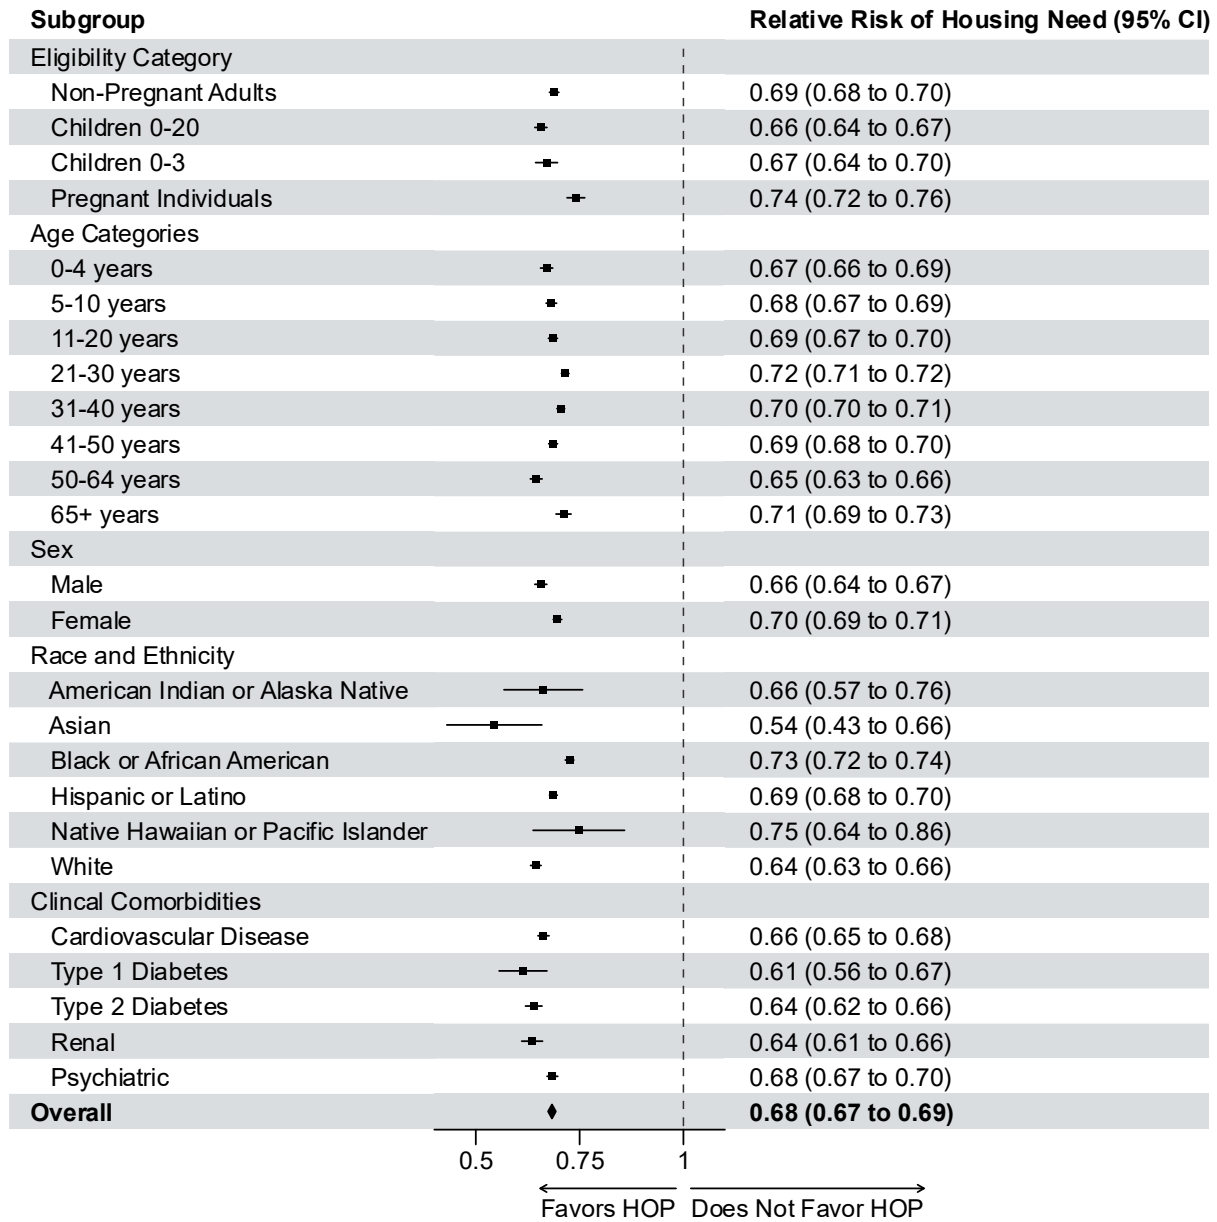 Subgroup Relative Risk of Housing Need (95% CI)
Eligibility Category
Non-Pregnant Adults 0.69 (0.68 to 0.70)
Children 0-20 0.66 (0.64 to 0.67)
Children 0-3 0.67 (0.64 to 0.70)
Pregnant Individuals 0.74 (0.72 to 0.76)
Age Categories
0-4 years 0.67 (0.66 to 0.69)
5-10 years 0.68 (0.67 to 0.69)
11-20 years 0.69 (0.67 to 0.70)
21-30 years 0.72 (0.71 to 0.72)
31-40 years 0.70 (0.70 to 0.71)
41-50 years 0.69 (0.68 to 0.70)
50-64 years 0.65 (0.63 to 0.66)
65+ years 0.71 (0.69 to 0.73)
Sex
Male 0.66 (0.64 to 0.67)
Female 0.70 (0.69 to 0.71)
Race and Ethnicity
American Indian or Alaska Native 0.66 (0.57 to 0.76)
Asian 0.54 (0.43 to 0.66)
Black or African American 0.73 (0.72 to 0.74)
Hispanic or Latino 0.69 (0.68 to 0.70)
Native Hawaiian or Pacific Islander 0.75 (0.64 to 0.86)
White 0.64 (0.63 to 0.66)
Clincal Comorbidities
Cardiovascular Disease 0.66 (0.65 to 0.68)
Type 1 Diabetes 0.61 (0.56 to 0.67)
Type 2 Diabetes 0.64 (0.62 to 0.66)
Renal 0.64 (0.61 to 0.66)
Psychiatric 0.68 (0.67 to 0.70)
Overall 0.68 (0.67 to 0.69)
0.5 0.75 1
Favors HOP Does Not Favor HOP